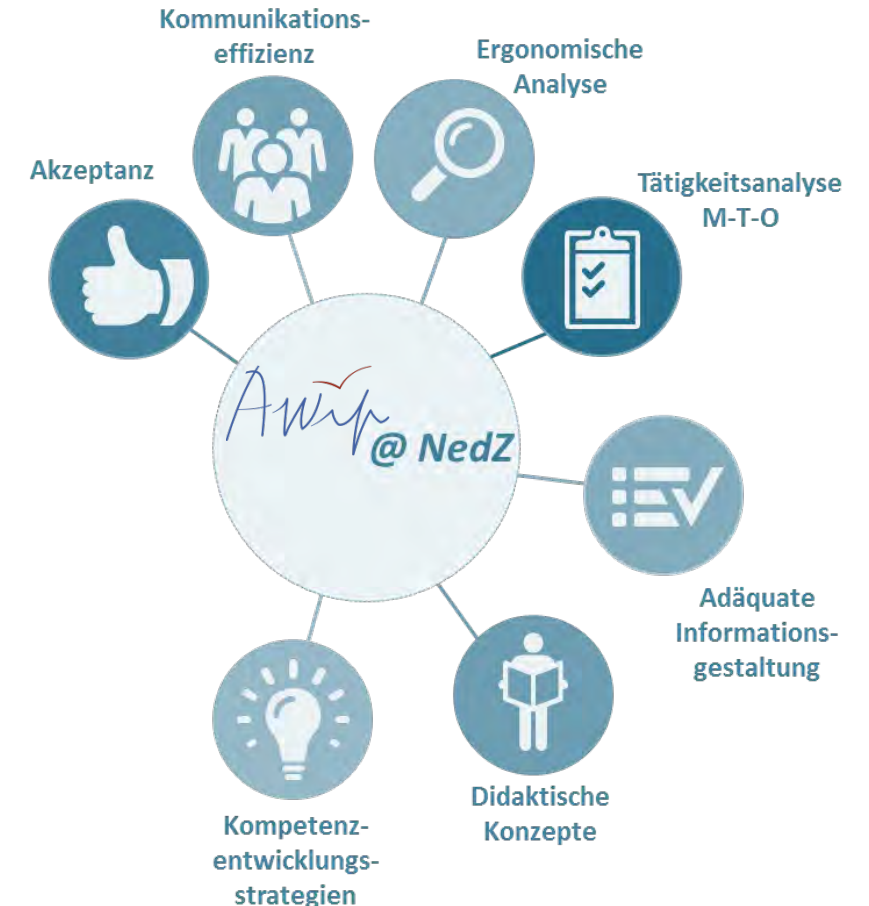 Kommunikations-
effizienz
Ergonomische
Analyse
Akzeptanz
Tätigkeitsanalyse
M-T-O
AWiP
@ NedZ
Adäquate
Informations-
gestaltung
Didaktische
Konzepte
Kompetenz-
entwicklungs-
strategien